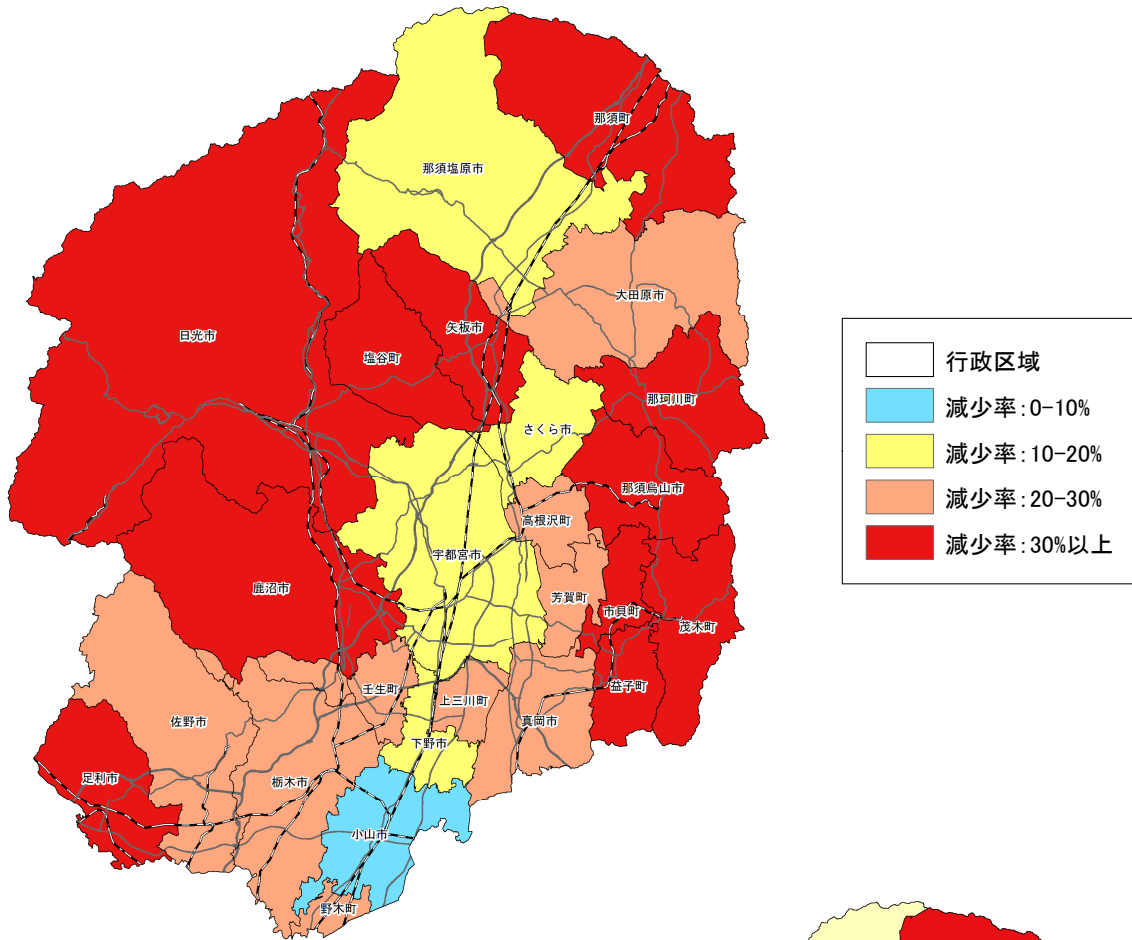 那須町
那須塩原市
大田原市
日光市
矢板市
塩谷町
那珂川町
さくら市
那須烏山市
高根沢町
宇都宮市
鹿沼市
芳賀町
市貝町
茂木町
壬生町
上三川町
益子町
佐野市
真岡市
下野市
足利市
栃木市
小山市
野木町
行政区域
減少率:0-10%
減少率:10-20%
減少率:20-30%
減少率:30%以上